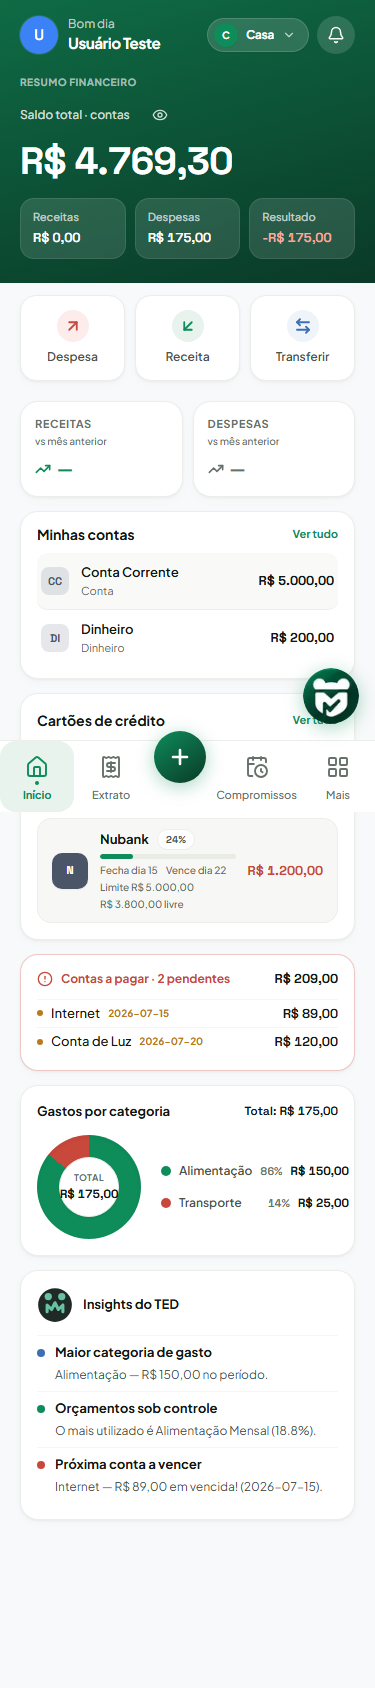 U
Bom dia
Usuário Teste
C Casa
RESUMO FINANCEIRO
Saldo total · contas
R$ 4.769,30
Receitas
R$ 0,00
Despesas
R$ 175,00
Resultado
-R$ 175,00
Despesa
Receita
Transferir
RECEITAS
vs mês anterior
—
DESPESAS
vs mês anterior
—
Minhas contas
Ver tudo
CC
Conta Corrente
Conta
R$ 5.000,00
DI
Dinheiro
Dinheiro
R$ 200,00
Cartões de crédito
Início
Extrato
+
Compromissos
Mais
N
Nubank 24%
Fecha dia 15 Vence dia 22
Limite R$ 5.000,00
R$ 3.800,00 livre
R$ 1.200,00
Contas a pagar · 2 pendentes
R$ 209,00
Internet 2026-07-15 R$ 89,00
Conta de Luz 2026-07-20 R$ 120,00
Gastos por categoria
Total: R$ 175,00
TOTAL
R$ 175,00
Alimentação 86% R$ 150,00
Transporte 14% R$ 25,00
Insights do TED
Maior categoria de gasto
Alimentação — R$ 150,00 no período.
Orçamentos sob controle
O mais utilizado é Alimentação Mensal (18.8%).
Próxima conta a vencer
Internet — R$ 89,00 em vencida! (2026-07-15).